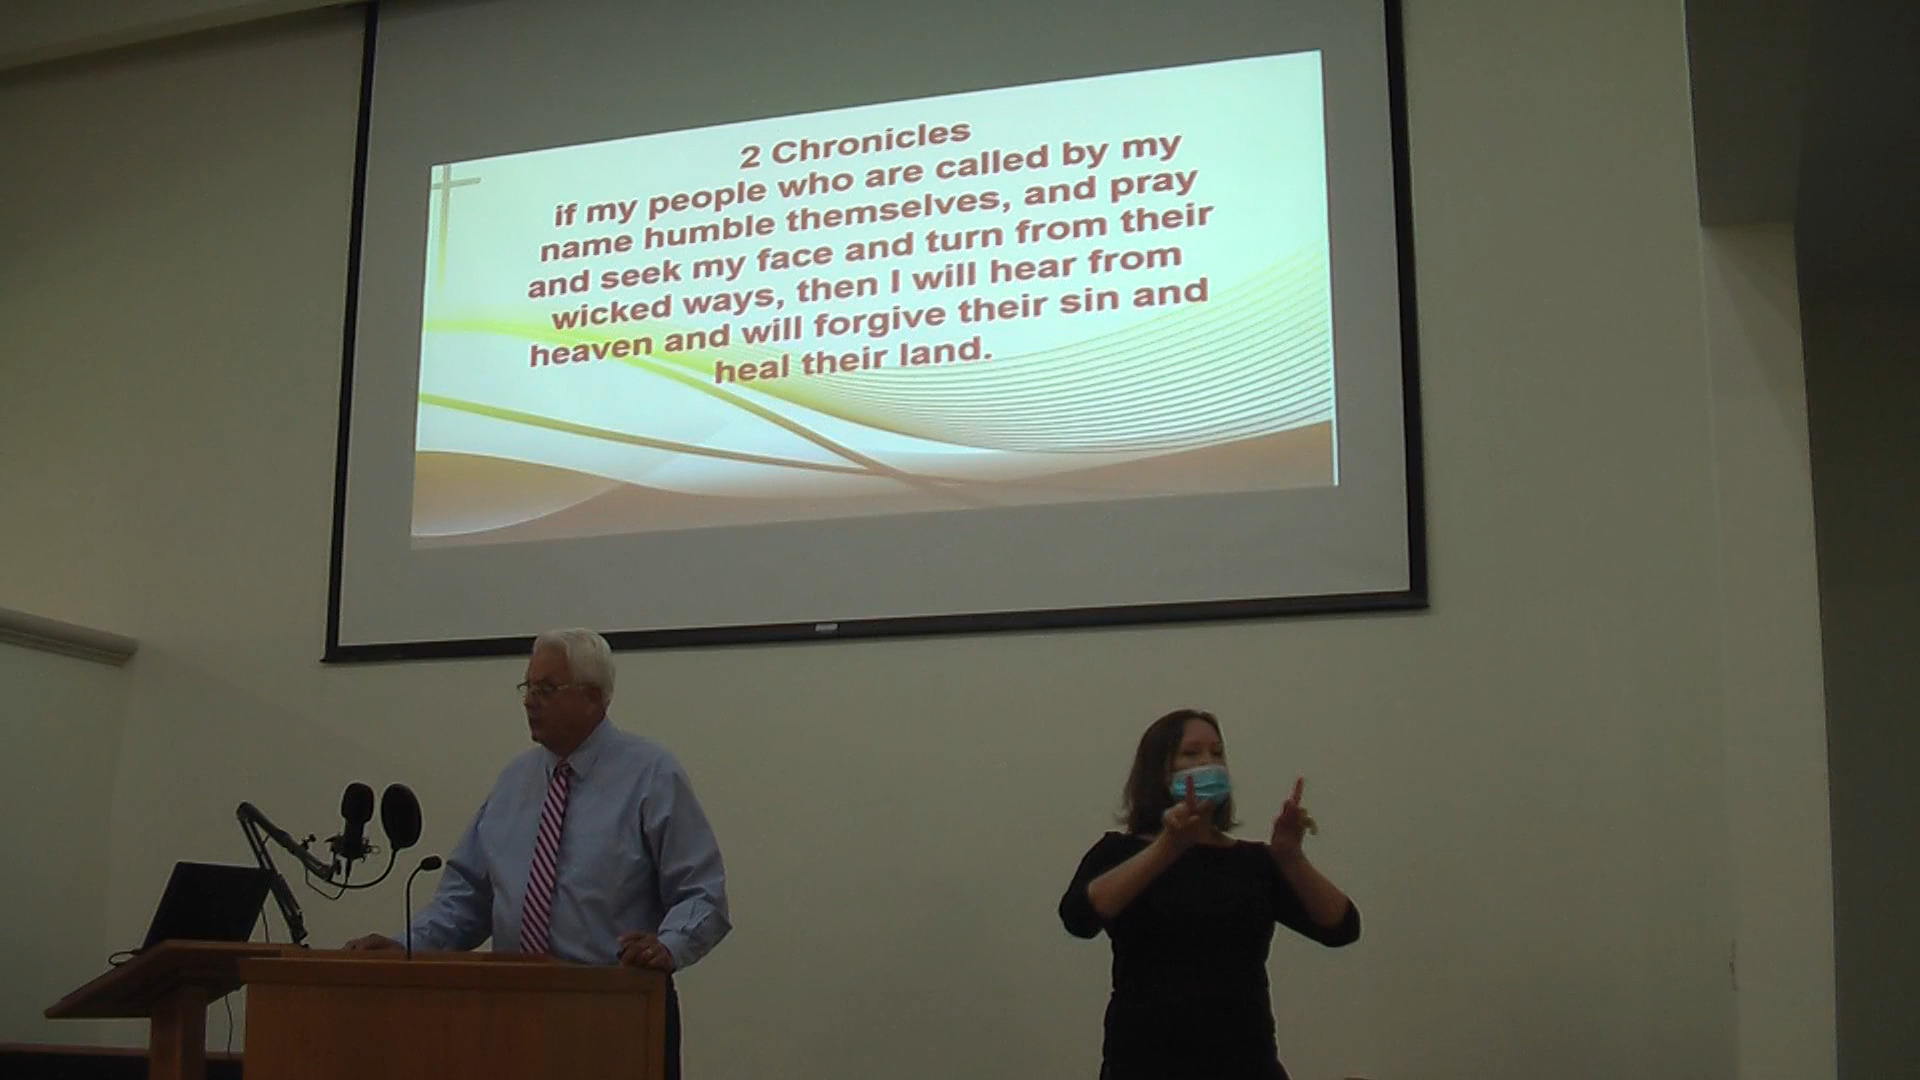 2 Chronicles
if my people who are called by my
name humble themselves, and pray
and seek my face and turn from their
wicked ways, then I will hear from
heaven and will forgive their sin and
heal their land.